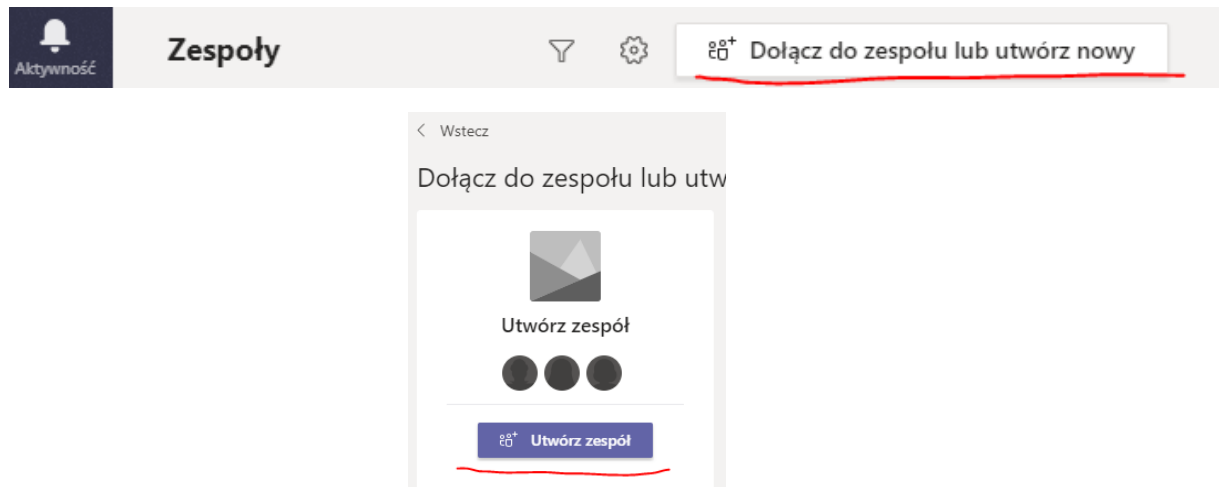 Aktywność
Zespoły
Dołącz do zespołu lub utwórz nowy
Wstecz
Dołącz do zespołu lub utw
Utwórz zespół
Utwórz zespół